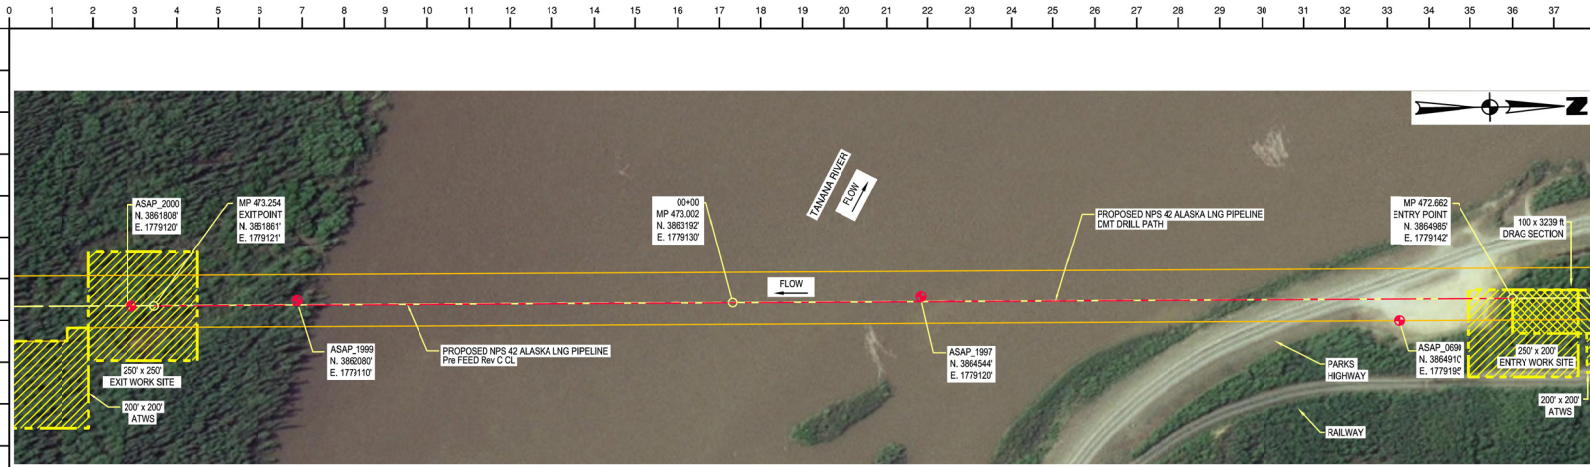 0 1 2 3 4 5 6 7 8 9 10 11 12 13 14 15 16 17 18 19 20 21 22 23 24 25 26 27 28 29 30 31 32 33 34 35 36 37
N
TANANA RIVER
FLOW
ASAP_2000
N. 3861808'
E. 1779120'
MP 473.254
EXIT POINT
N. 3861861'
E. 1779121'
00+00
MP 473.002
N. 3863192'
E. 1779130'
PROPOSED NPS 42 ALASKA LNG PIPELINE
DMT DRILL PATH
MP 472.662
ENTRY POINT
N. 3864985'
E. 1779142'
100 x 3239 ft
DRAG SECTION
FLOW
ASAP_1999
N. 3862080'
E. 1779110'
PROPOSED NPS 42 ALASKA LNG PIPELINE
Pre FEED Rev C CL
ASAP_1997
N. 3864544'
E. 1779120'
PARKS
HIGHWAY
N.
E.
250' x 200'
ENTRY WORK SITE
250' x 250'
EXIT WORK SITE
200' x 200'
ATWS
200' x 200'
ATWS
RAILWAY